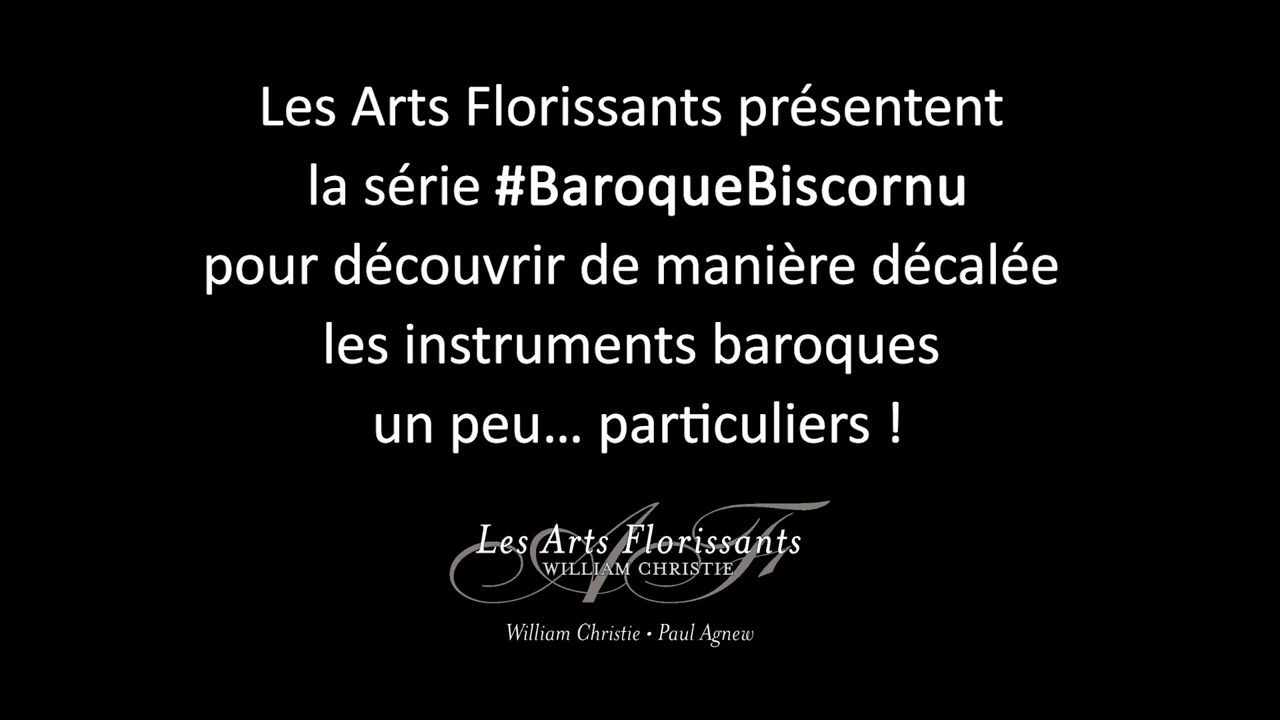 Les Arts Florissants présentent
la série #BaroqueBiscornu
pour découvrir de manière décalée
les instruments baroques
un peu... particuliers !
Les Arts Florissants
WILLIAM CHRISTIE
William Christie • Paul Agnew